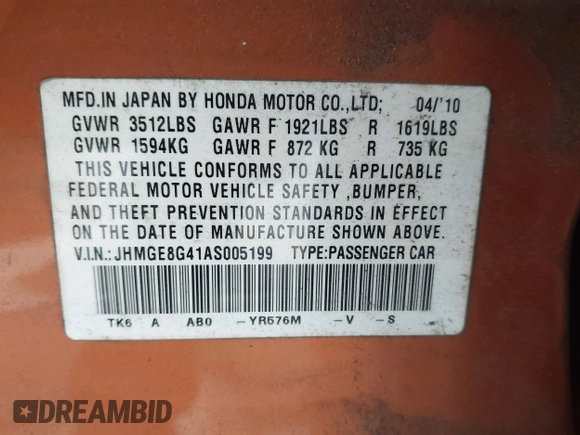 MFD.IN JAPAN BY HONDA MOTOR CO.,LTD; 04/'10
GVWR 3512LBS GAWR F 1921LBS R 1619LBS
GVWR 1594KG GAWR F 872 KG R 735 KG
THIS VEHICLE CONFORMS TO ALL APPLICABLE
FEDERAL MOTOR VEHICLE SAFETY ,BUMPER,
AND THEFT PREVENTION STANDARDS IN EFFECT
ON THE DATE OF MANUFACTURE SHOWN ABOVE.
V.I.N.: JHMGE8G41AS005199 TYPE:PASSENGER CAR
TK6 A AB0 -YR576M -V -S
DREAMBID